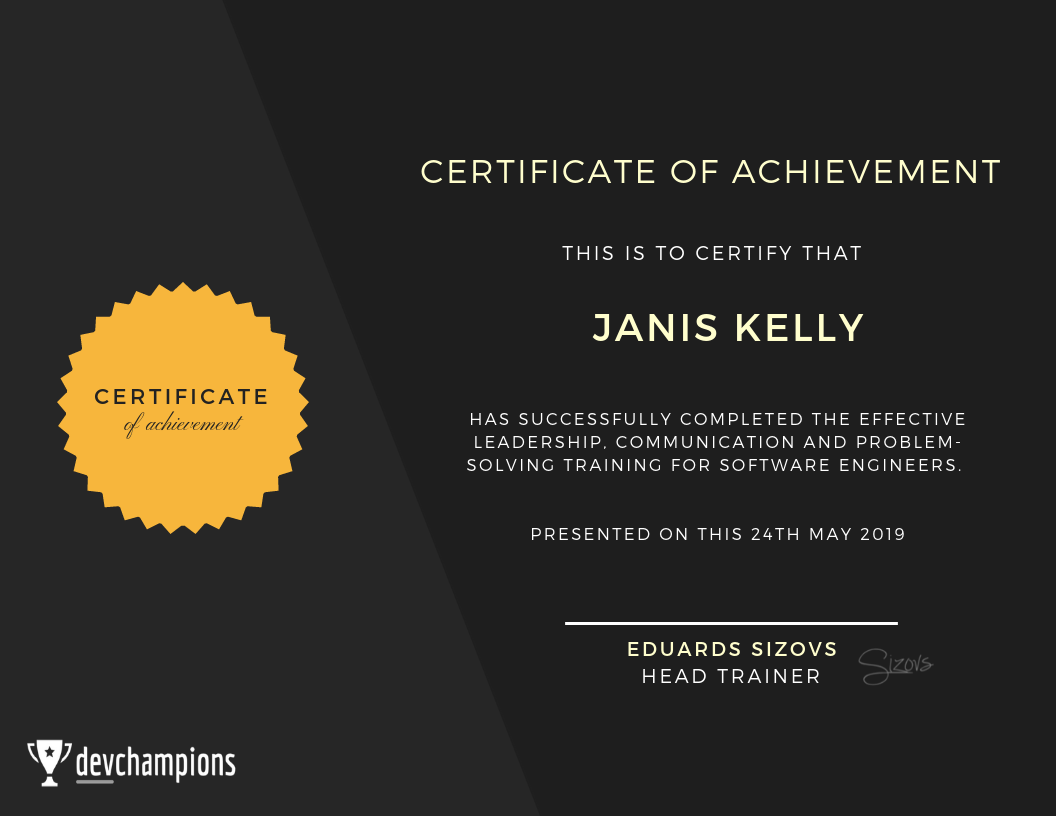 CERTIFICATE OF ACHIEVEMENT
THIS IS TO CERTIFY THAT
JANIS KELLY
CERTIFICATE
of achievement
HAS SUCCESSFULLY COMPLETED THE EFFECTIVE
LEADERSHIP, COMMUNICATION AND PROBLEM-
SOLVING TRAINING FOR SOFTWARE ENGINEERS.
PRESENTED ON THIS 24TH MAY 2019
EDUARDS SIZOVS
HEAD TRAINER
Sizovs
devchampions